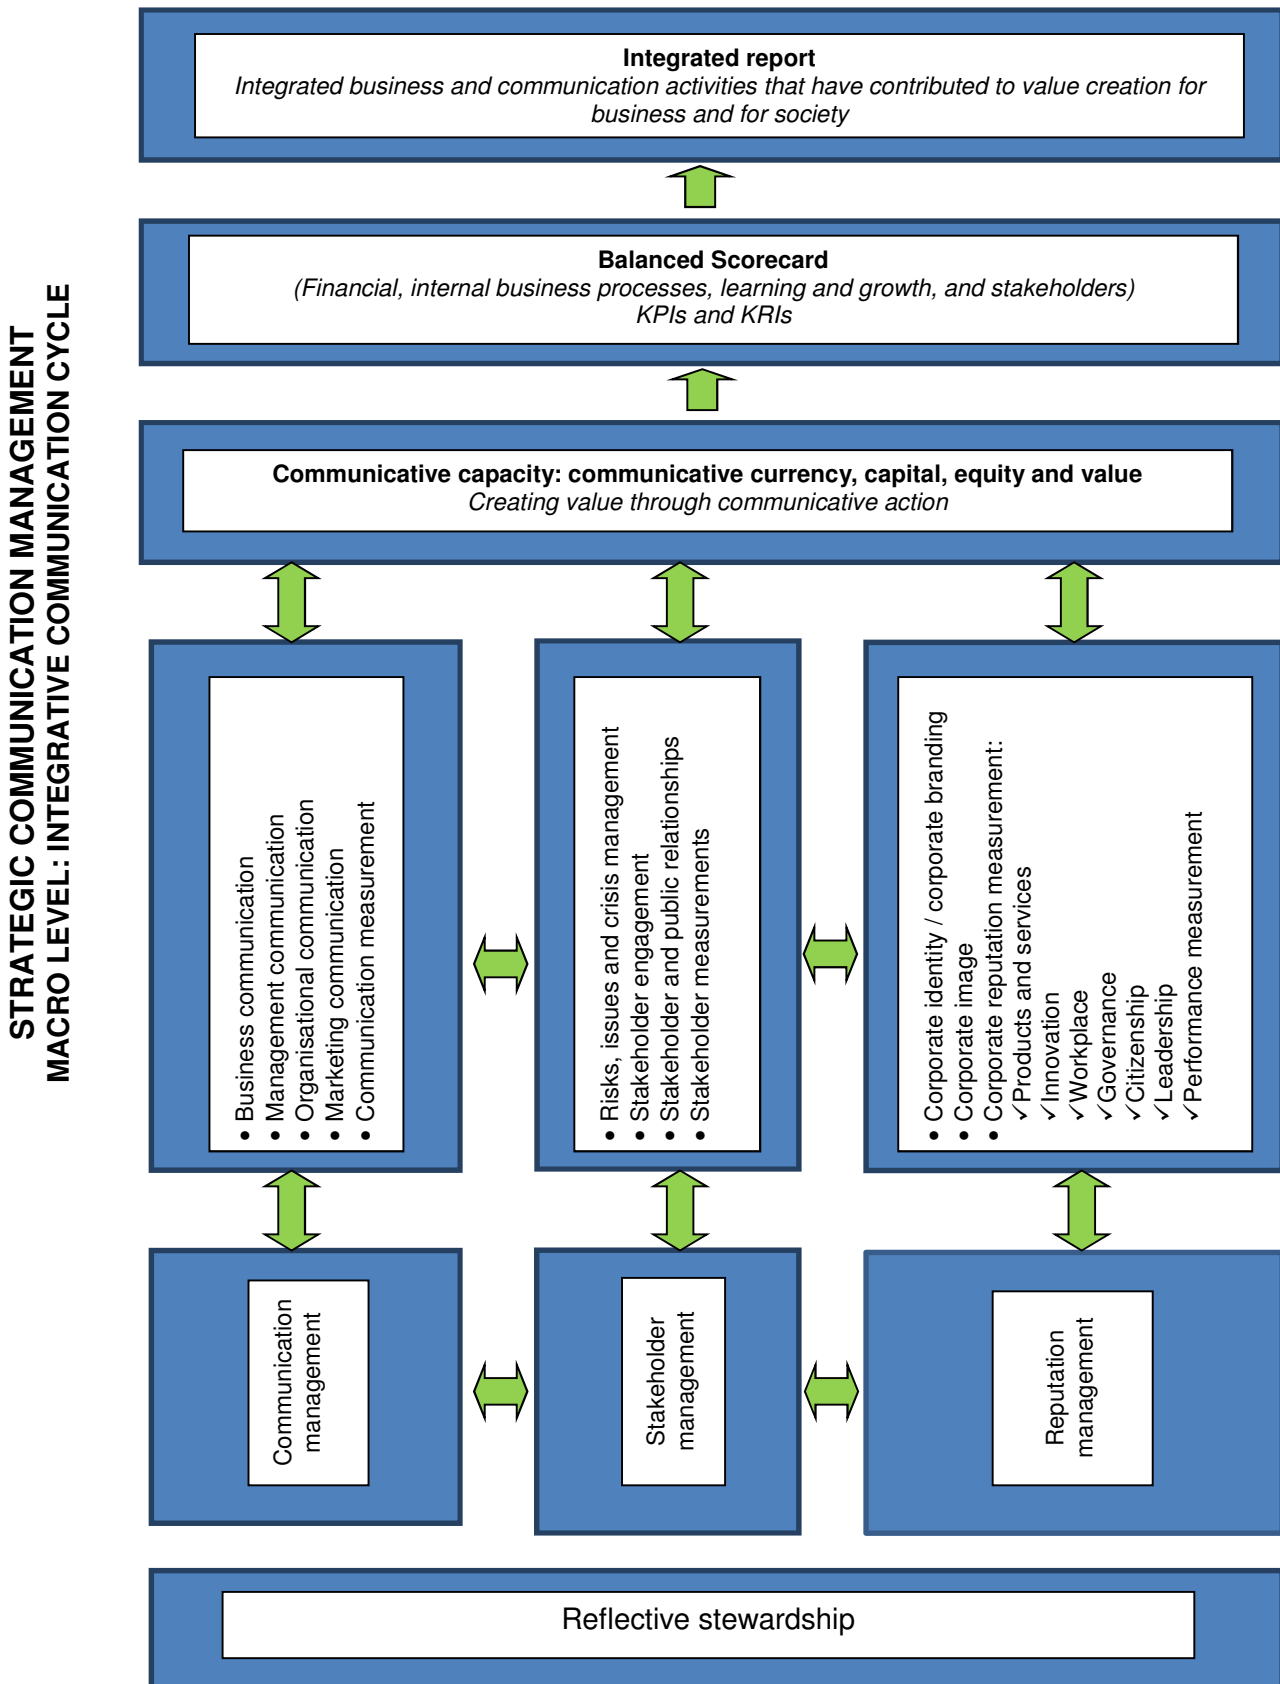 STRATEGIC COMMUNICATION MANAGEMENT
MACRO LEVEL: INTEGRATIVE COMMUNICATION CYCLE
Integrated report
Integrated business and communication activities that have contributed to value creation for
business and for society
Balanced Scorecard
(Financial, internal business processes, learning and growth, and stakeholders)
KPIs and KRIs
Communicative capacity: communicative currency, capital, equity and value
Creating value through communicative action
• Business communication
• Management communication
• Organisational communication
• Marketing communication
• Communication measurement
• Risks, issues and crisis management
• Stakeholder engagement
• Stakeholder and public relationships
• Stakeholder measurements
• Corporate identity / corporate branding
• Corporate image
• Corporate reputation measurement:
✓Products and services
✓Innovation
✓Workplace
✓Governance
✓Citizenship
✓Leadership
✓Performance measurement
Communication
management
Stakeholder
management
Reputation
management
Reflective stewardship